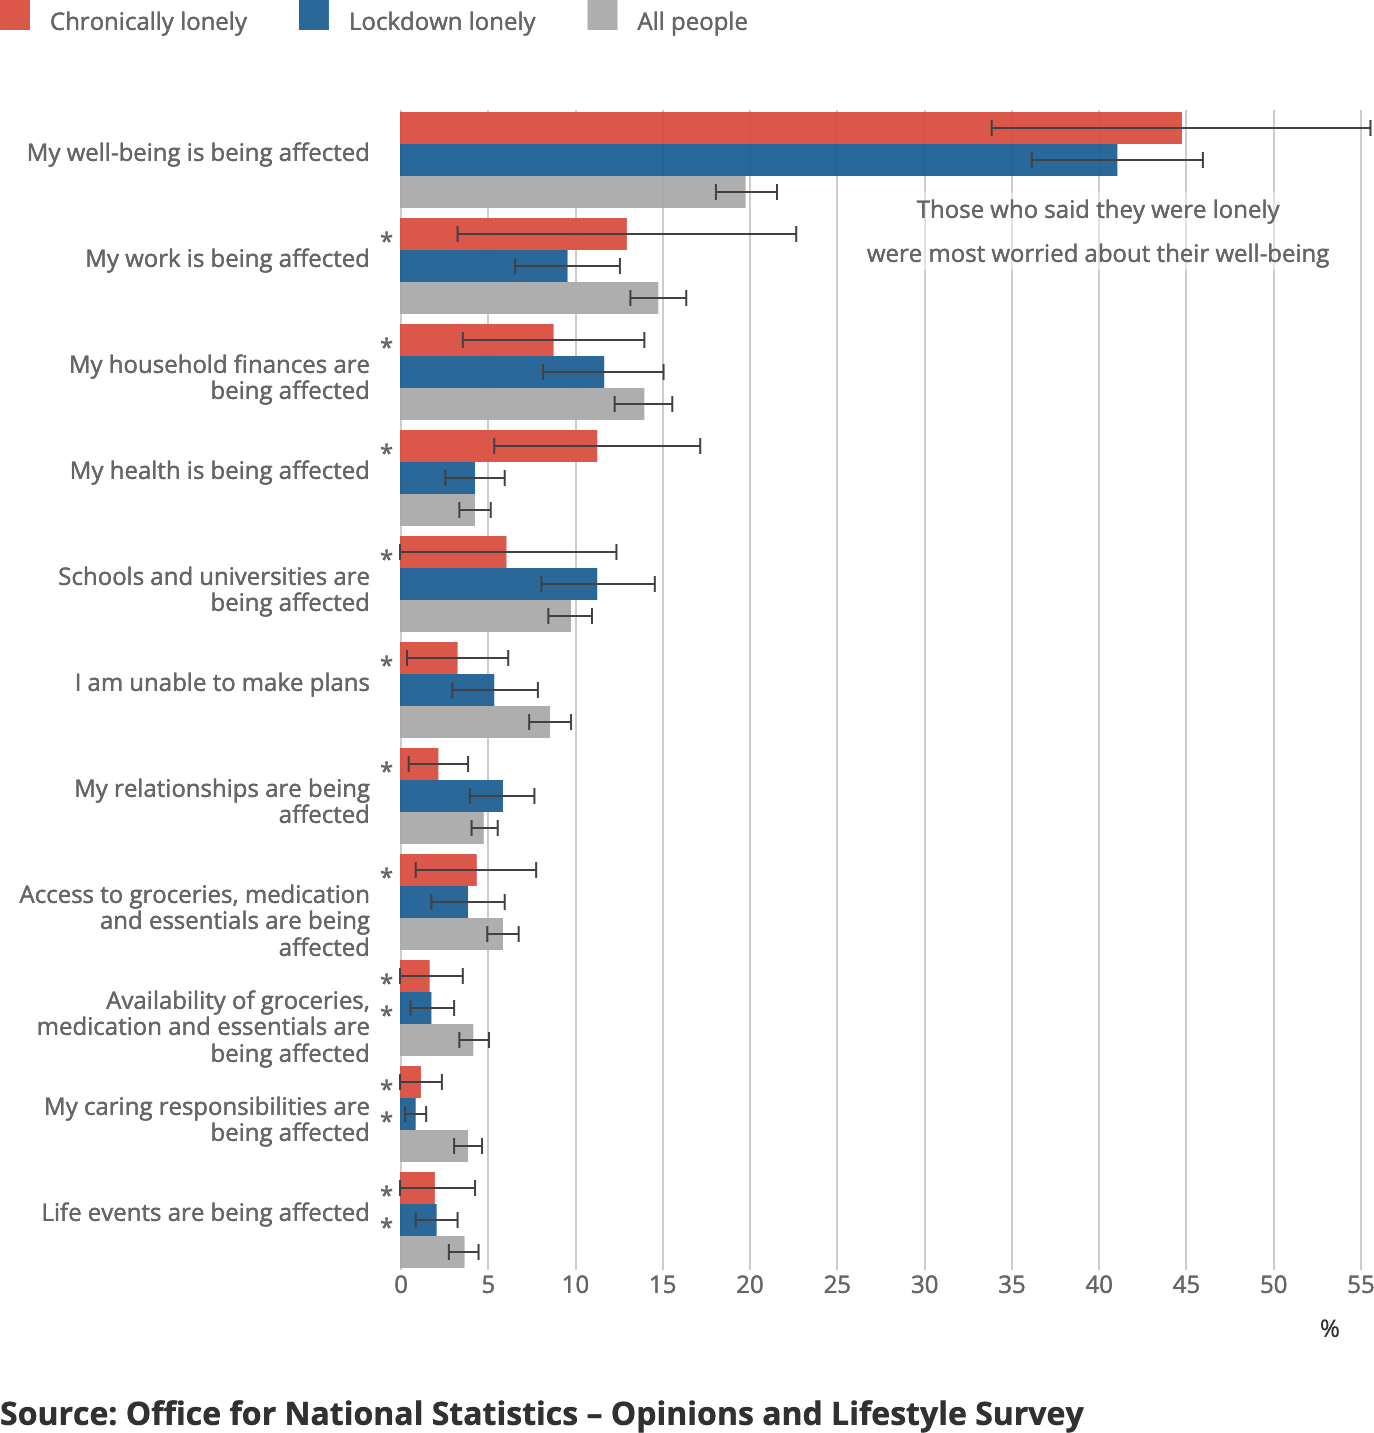 Chronically lonely
Lockdown lonely
All people
My well-being is being affected
Those who said they were lonely
were most worried about their well-being
*
My work is being affected
*
My household finances are
being affected
*
My health is being affected
*
Schools and universities are
being affected
*
I am unable to make plans
*
My relationships are being
affected
*
Access to groceries, medication
and essentials are being
affected
*
Availability of groceries,
*
medication and essentials are
being affected
*
My caring responsibilities are
*
being affected
*
Life events are being affected
*
0 5 10 15 20 25 30 35 40 45 50 55
%
Source: Office for National Statistics – Opinions and Lifestyle Survey